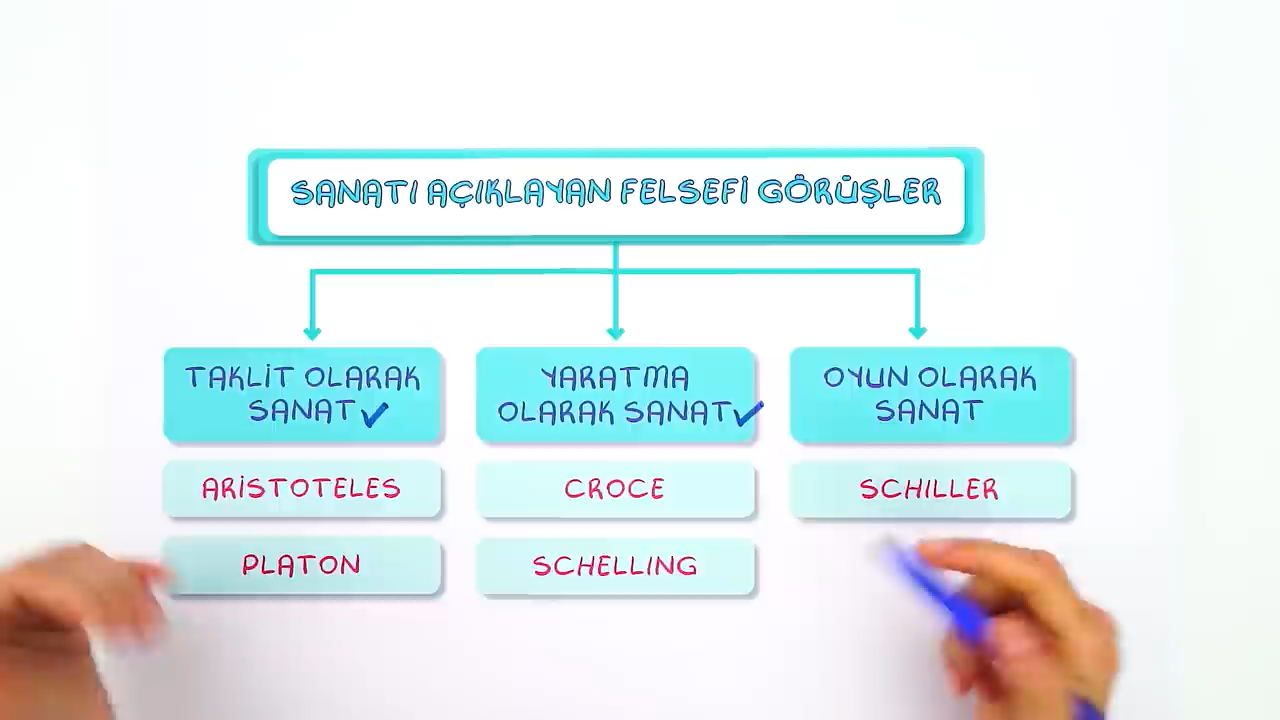 SANATI AÇIKLAYAN FELSEFİ GÖRÜŞLER
TAKLİT OLARAK
SANAT
YARATMA
OLARAK SANAT
OYUN OLARAK
SANAT
ARİSTOTELES
CROCE
SCHILLER
PLATON
SCHELLING